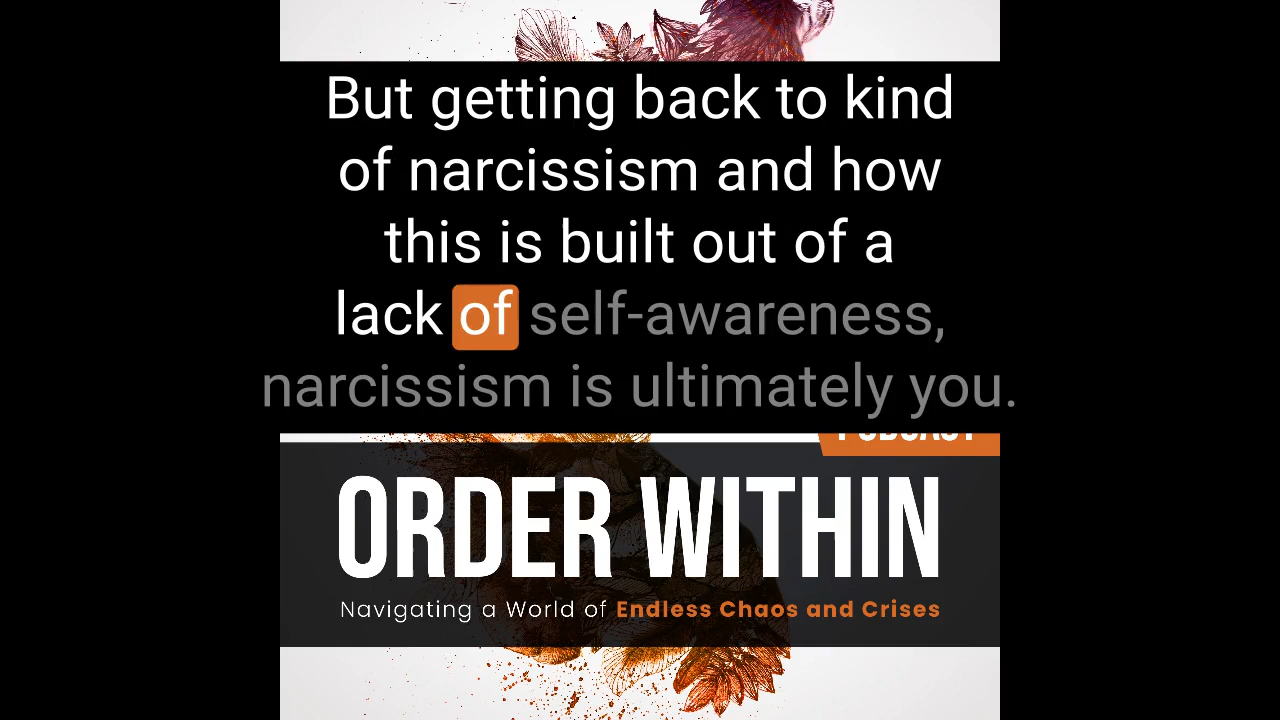 But getting back to kind
of narcissism and how
this is built out of a
lack of self-awareness,
narcissism is ultimately you.
PODCAST
ORDER WITHIN
Navigating a World of Endless Chaos and Crises